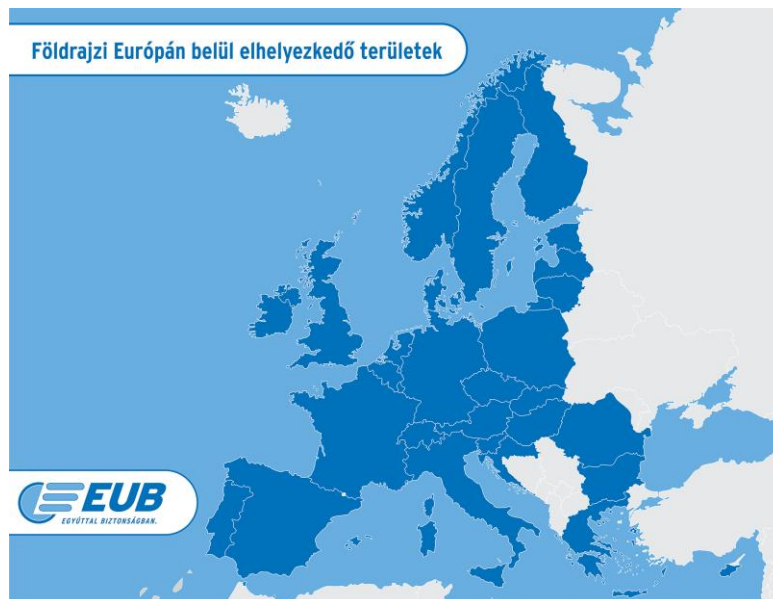 Földrajzi Európán belül elhelyezkedő területek
EUB
EGYÜTTAL BIZTONSÁGBAN.